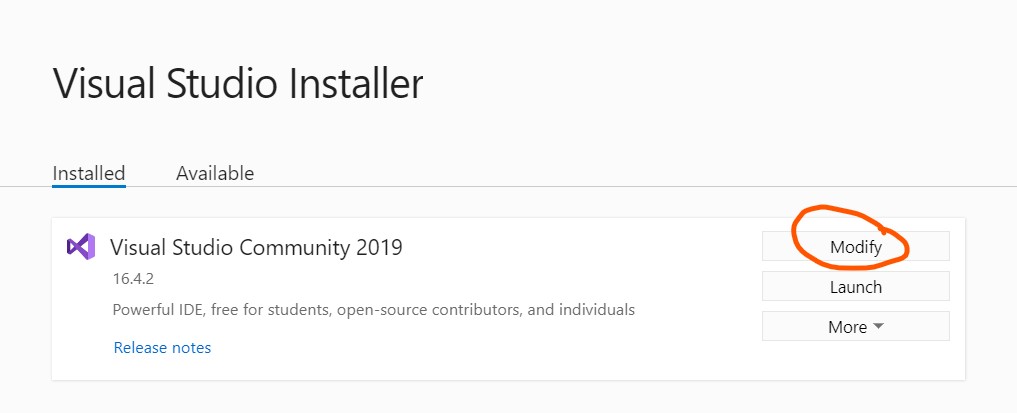 Visual Studio Installer
Installed Available
Visual Studio Community 2019
Modify
16.4.2
Launch
Powerful IDE, free for students, open-source contributors, and individuals
More
Release notes